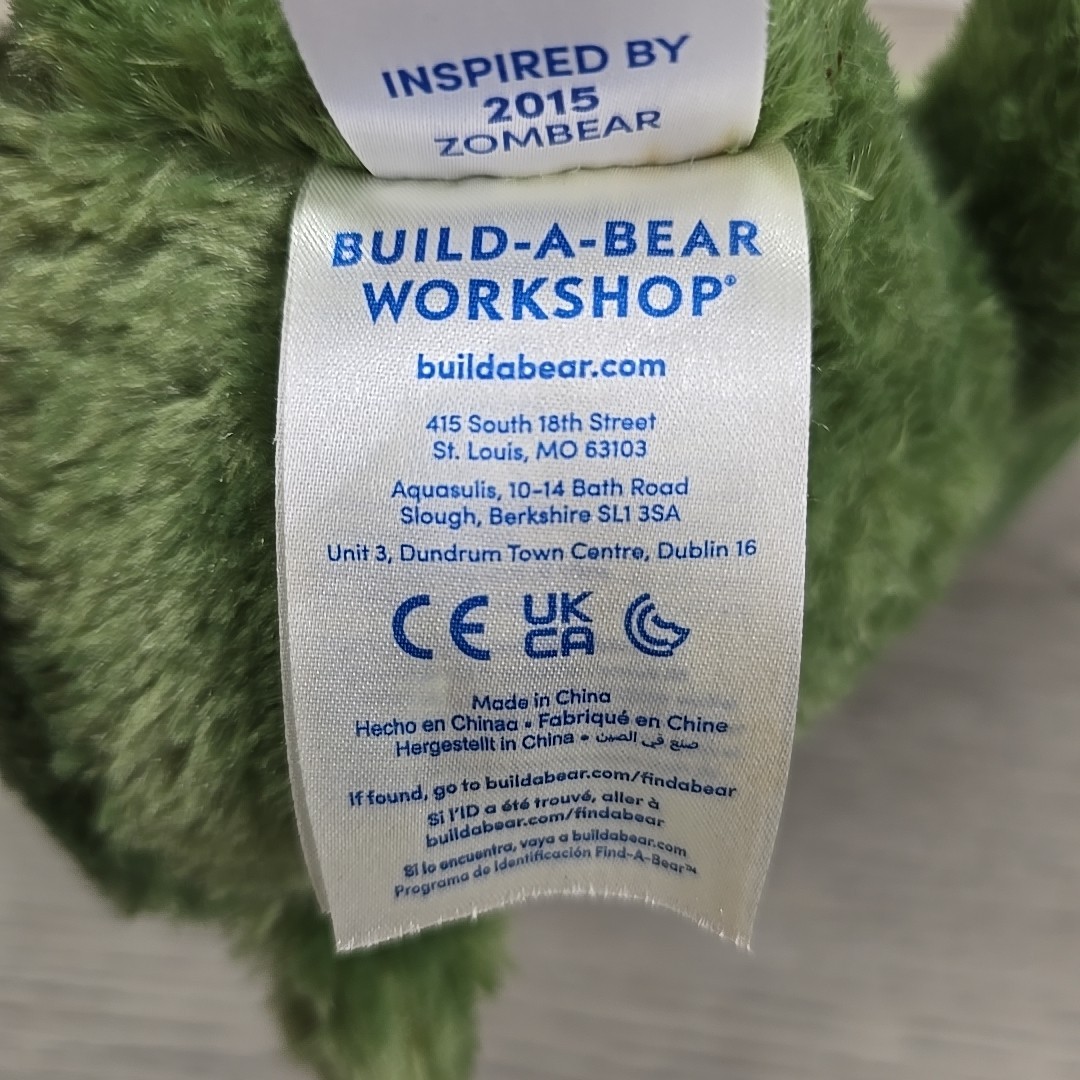 INSPIRED BY
2015
ZOMBEAR
BUILD-A-BEAR
WORKSHOP®
buildabear.com
415 South 18th Street
St. Louis, MO 63103
Aquasulis, 10-14 Bath Road
Slough, Berkshire SL1 3SA
Unit 3, Dundrum Town Centre, Dublin 16
CE UK
CA
Made in China
Hecho en Chinaa • Fabriqué en Chine
Hergestellt in China • صنع في الصين
If found, go to buildabear.com/findabear
Si l'ID a été trouvé, aller à
buildabear.com/findabear
Si lo encuentra, vaya a buildabear.com
Programa de Identificación Find-A-Bear™